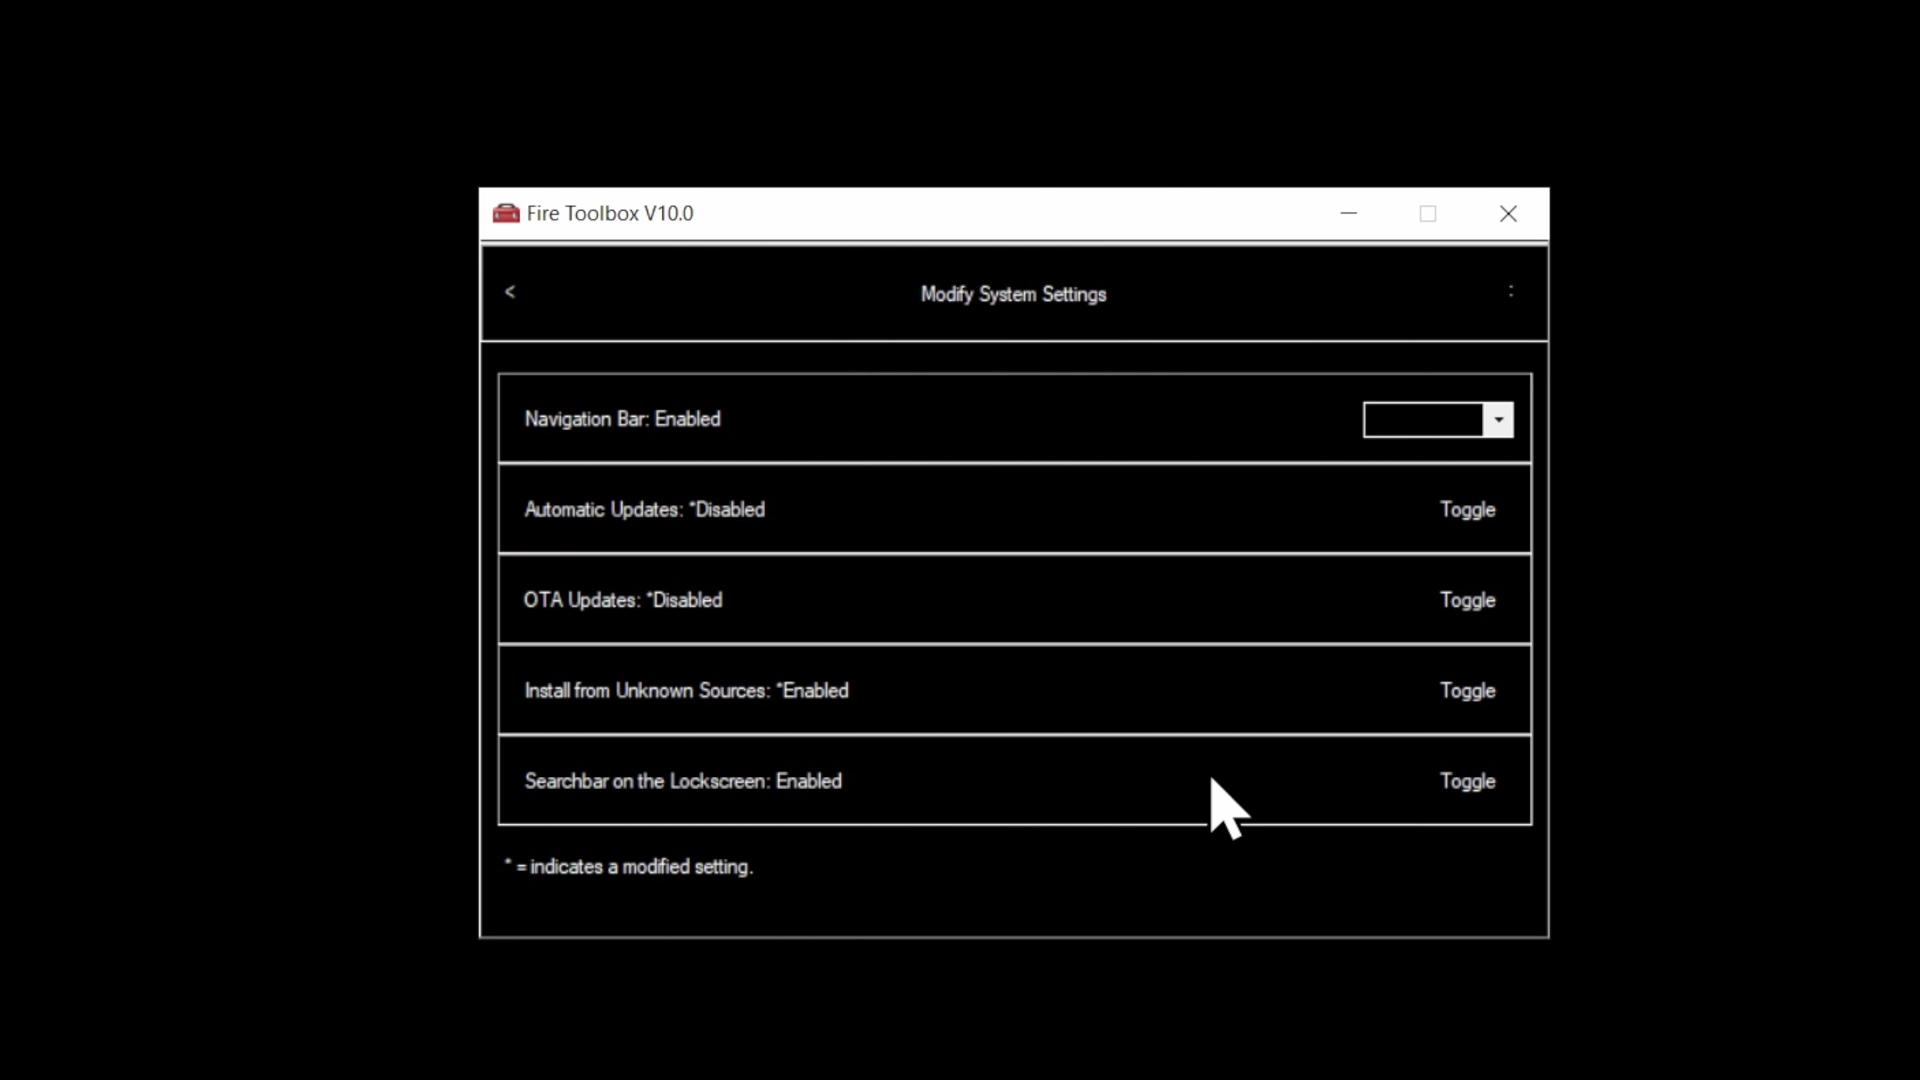 Fire Toolbox V10.0
<
Modify System Settings
:
Navigation Bar: Enabled
Automatic Updates: *Disabled
Toggle
OTA Updates: *Disabled
Toggle
Install from Unknown Sources: *Enabled
Toggle
Searchbar on the Lockscreen: Enabled
Toggle
* = indicates a modified setting.